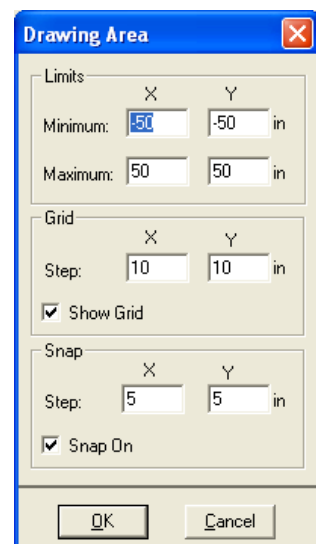 Drawing Area
Limits
X Y
Minimum: -50 -50 in
Maximum: 50 50 in
Grid
X Y
Step: 10 10 in
Show Grid
Snap
X Y
Step: 5 5 in
Snap On
OK Cancel